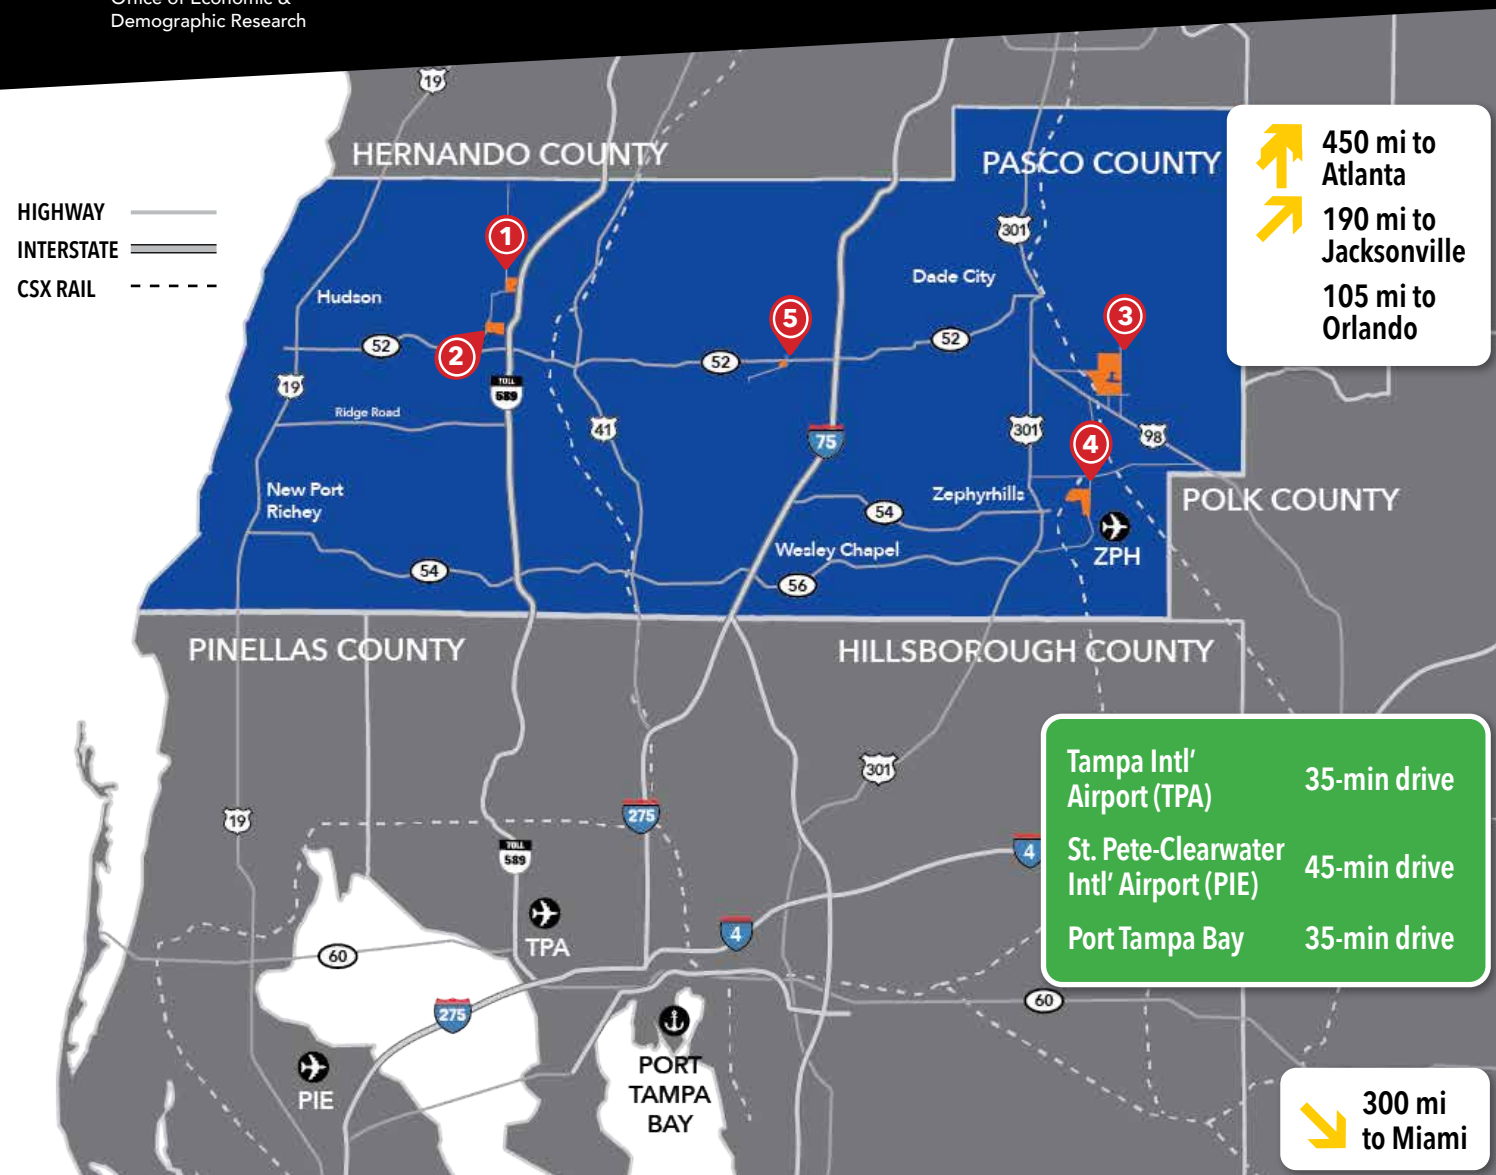 Office of Economic &
Demographic Research
19
HERNANDO COUNTY
PASCO COUNTY
450 mi to
Atlanta
190 mi to
Jacksonville
105 mi to
Orlando
HIGHWAY
INTERSTATE
CSX RAIL
1
301
Hudson
Dade City
2
5
3
52
52
52
19
TOLL
589
Ridge Road
41
75
301
98
4
New Port
Richey
Zephyrhills
POLK COUNTY
54
ZPH
Wesley Chapel
54
56
PINELLAS COUNTY
HILLSBOROUGH COUNTY
301
19
275
TOLL
589
4
Tampa Intl'
Airport (TPA)
35-min drive
St. Pete-Clearwater
Intl' Airport (PIE)
45-min drive
Port Tampa Bay
35-min drive
TPA
4
60
275
60
PORT
TAMPA
BAY
PIE
300 mi
to Miami